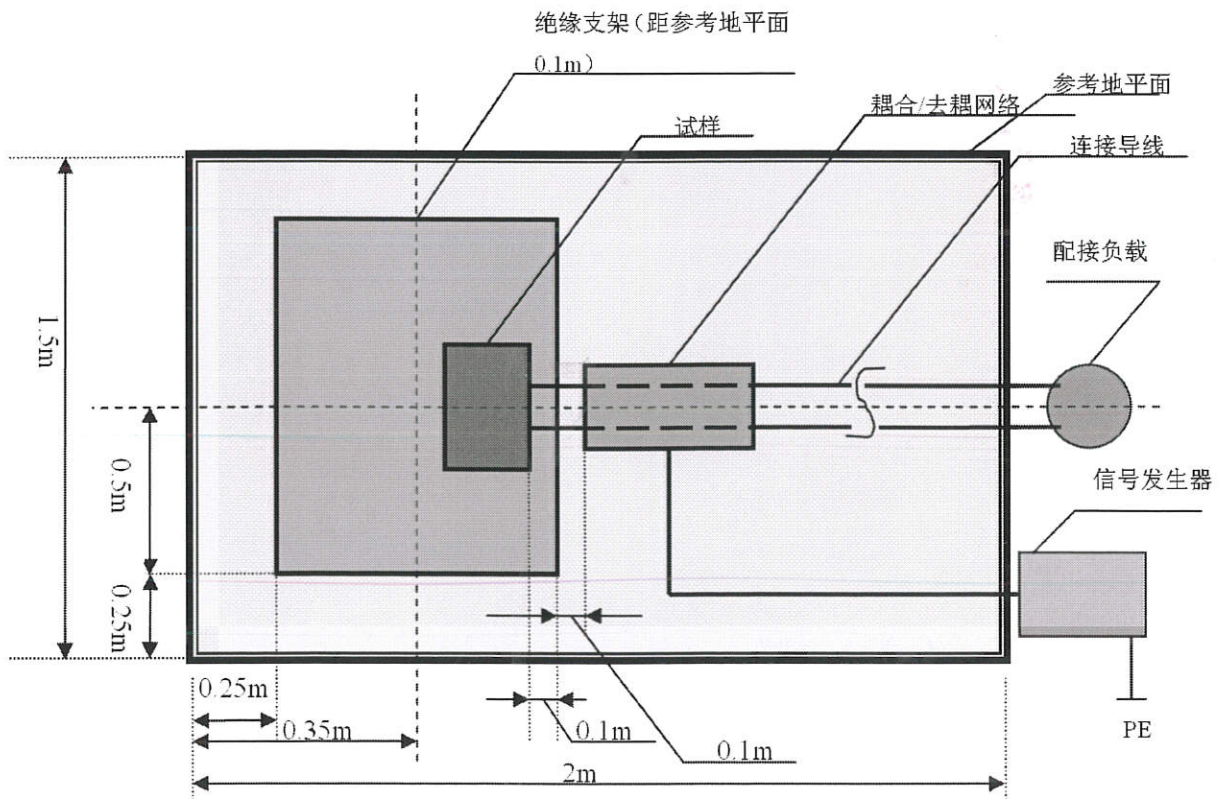 绝缘支架（距参考地平面
0.1m）
参考地平面
耦合/去耦网络
试样
连接导线
配接负载
1.5m
0.5m
信号发生器
0.25m
0.25m
0.35m
0.1m
0.1m
PE
2m